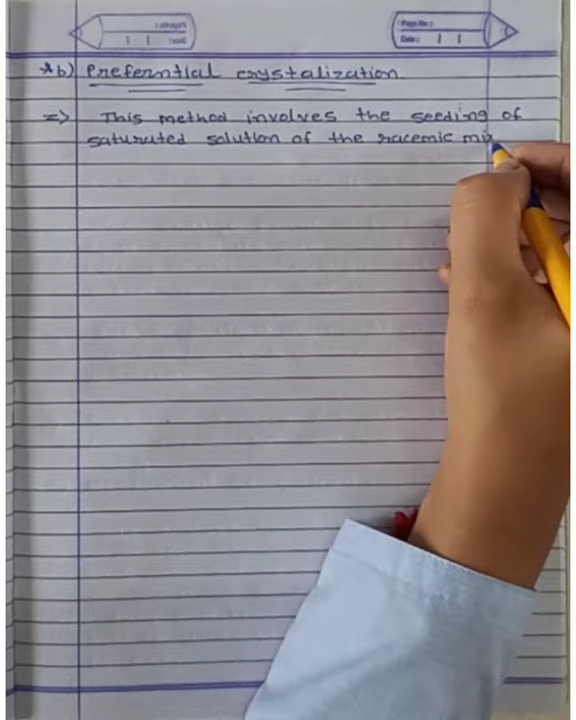 Page No.:
Date:
*b) Preferntial crystalization
=> This method involves the seeding of
saturated solution of the racemic mix